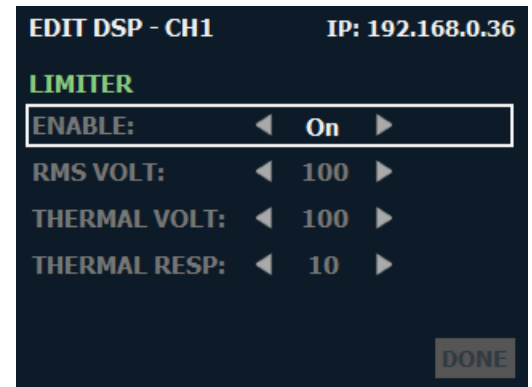 EDIT DSP - CH1 IP: 192.168.0.36
LIMITER
ENABLE: On
RMS VOLT: 100
THERMAL VOLT: 100
THERMAL RESP: 10
DONE